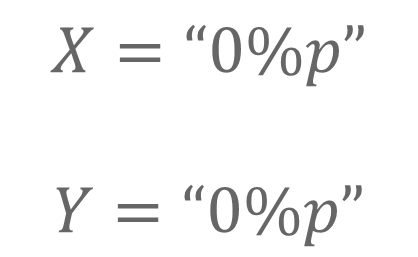 X = “0%p”
Y = “0%p”